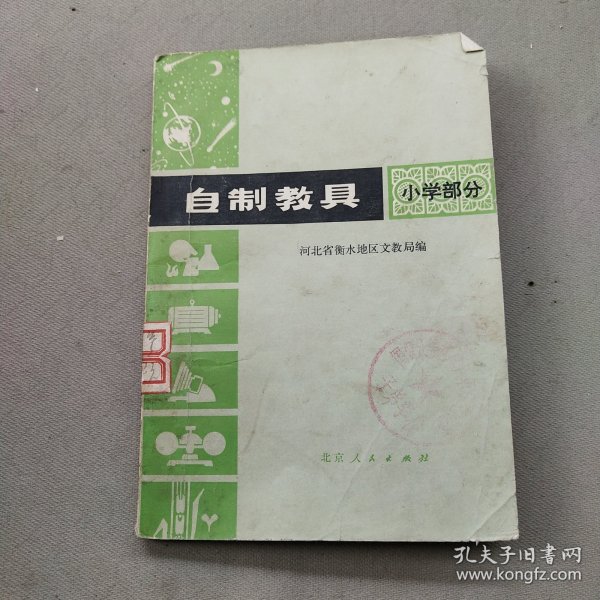 自制教具
小学部分
河北省衡水地区文教局编
北京人民出版社
孔夫子旧书网
www.kongfz.com